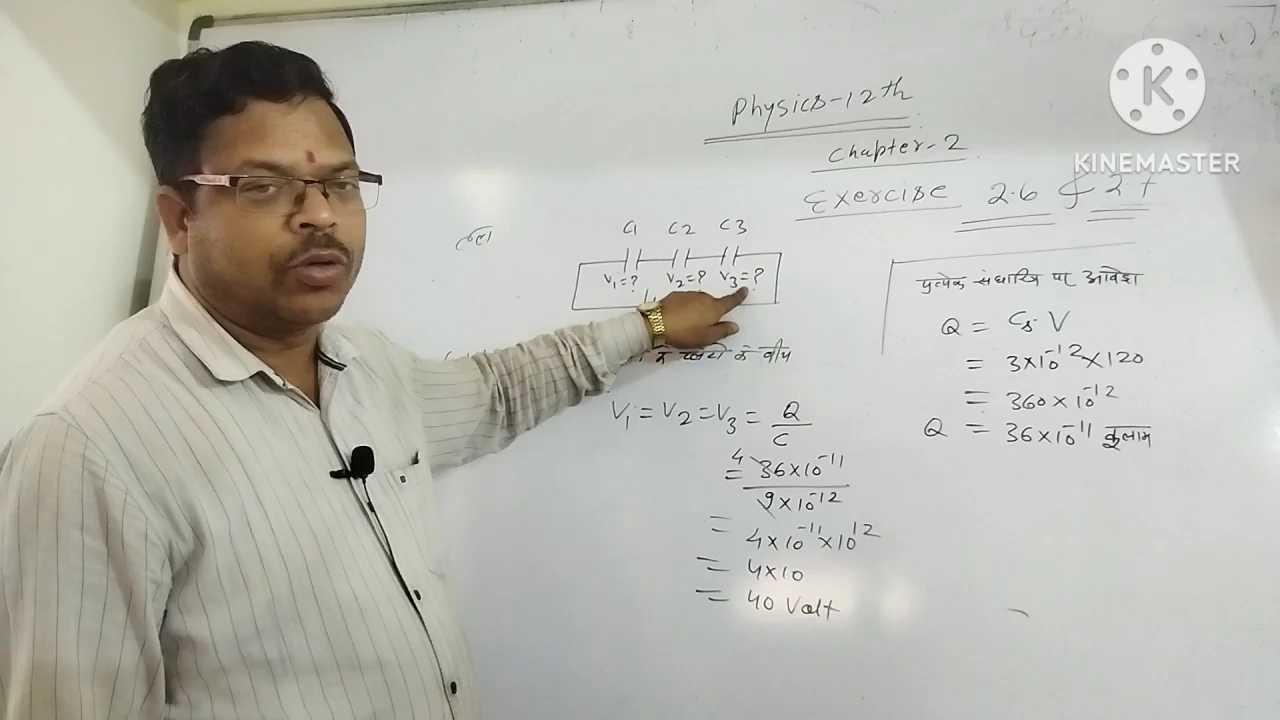 Physics-12th
Chapter-2
Exercise 2.6 & 2.7
KINEMASTER
C1 C2 C3
V₁=? V₂=? V₃=?
प्रत्येक संधारित्र पर आवेश
Q = Cs V
= 3×10⁻¹²×120
= 360×10⁻¹²
Q = 36×10⁻¹¹ कूलाम
प्लेटों के बीच
V₁ = V₂ = V₃ = Q/C
= 4 36×10⁻¹¹ / 9×10⁻¹²
= 4×10⁻¹¹×10¹²
= 4×10
= 40 Volt